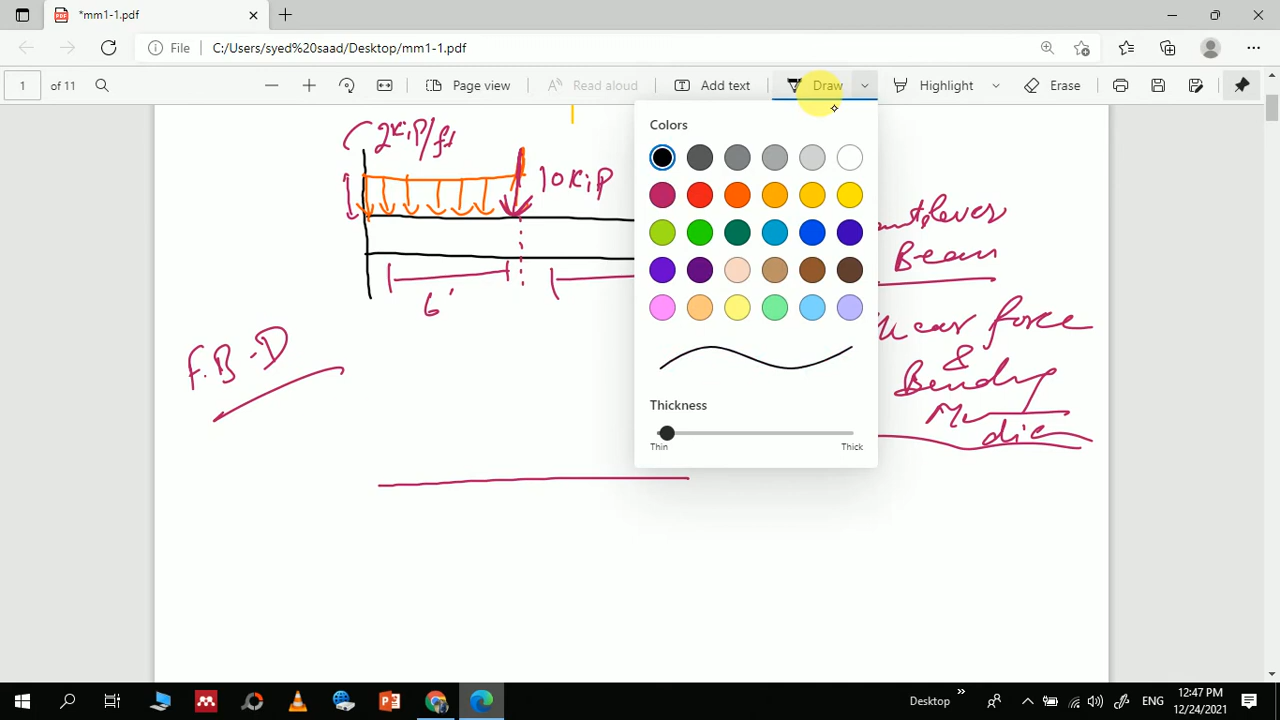 *mm1-1.pdf
File C:/Users/syed%20saad/Desktop/mm1-1.pdf
1 of 11 Page view Read aloud Add text Draw Highlight Erase
Colors
2KiP/ft
10KiP
Beam
6'
F.B-D
force
&
Bending
Thickness
Thin Thick
Desktop ENG 12:47 PM
12/24/2021